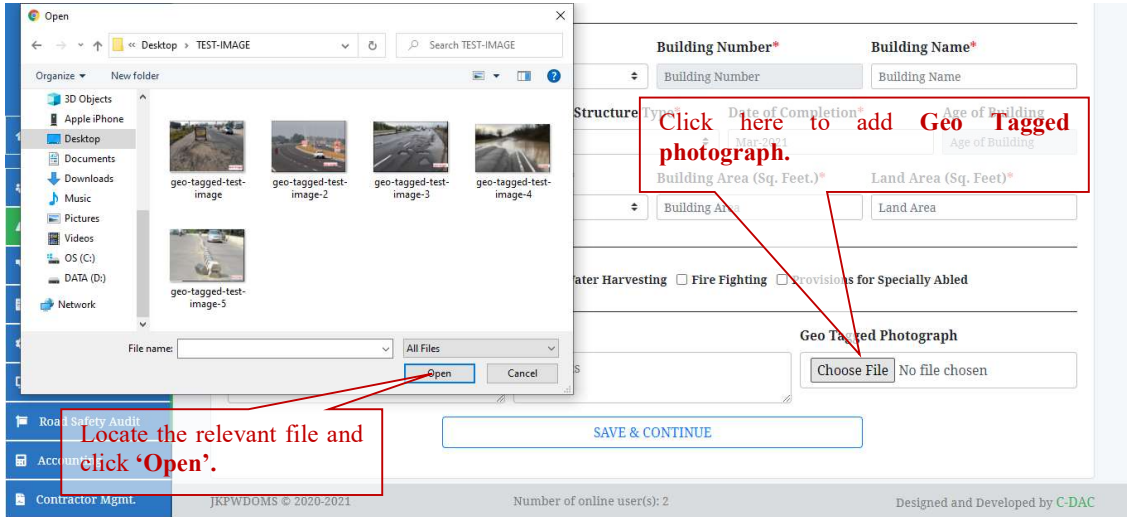 Open
« Desktop › TEST-IMAGE
Search TEST-IMAGE
Organize
New folder
3D Objects
Apple iPhone
Desktop
Documents
Downloads
Music
Pictures
Videos
OS (C:)
DATA (D:)
Network
geo-tagged-test-
image
geo-tagged-test-
image-2
geo-tagged-test-
image-3
geo-tagged-test-
image-4
geo-tagged-test-
image-5
File name:
All Files
Open
Cancel
Building Number*
Building Name*
Building Number
Building Name
Structure Type*
Date of Completion*
Age of Building
Mar-2021
Age of Building
Click here to add Geo Tagged
photograph.
Building Area (Sq. Feet.)*
Land Area (Sq. Feet)*
Building Area
Land Area
Harvesting
Fire Fighting
Provisions for Specially Abled
Geo Tagged Photograph
Choose File No file chosen
SAVE & CONTINUE
Road Safety Audit
Locate the relevant file and
click ‘Open’.
Contractor Mgmt.
JKPWDOMS © 2020-2021
Number of online user(s): 2
Designed and Developed by C-DAC